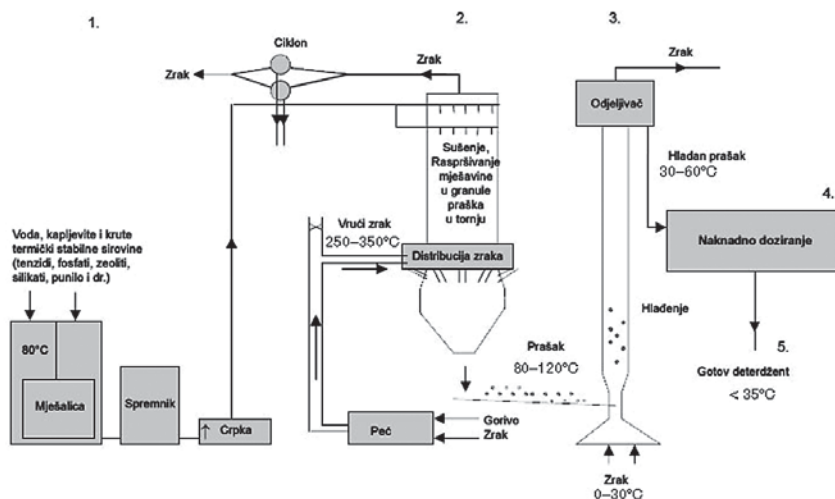 1.
2.
3.
Ciklon
Zrak
Zrak
Zrak
Odjeljivač
Sušenje,
Raspršivanje
mješavine
u granule
praška
u tornju
Hladan prašak
30–60°C
4.
Vrući zrak
250–350°C
Voda, kapljevite i krute
termički stabilne sirovine
(tenzidi, fosfati, zeoliti,
silikati, punilo i dr.)
Distribucija zraka
Naknadno doziranje
Hlađenje
80°C
Prašak
80–120°C
5.
Gotov deterdžent
< 35°C
Mješalica
Spremnik
↑ Crpka
Peć
Gorivo
Zrak
Zrak
0–30°C